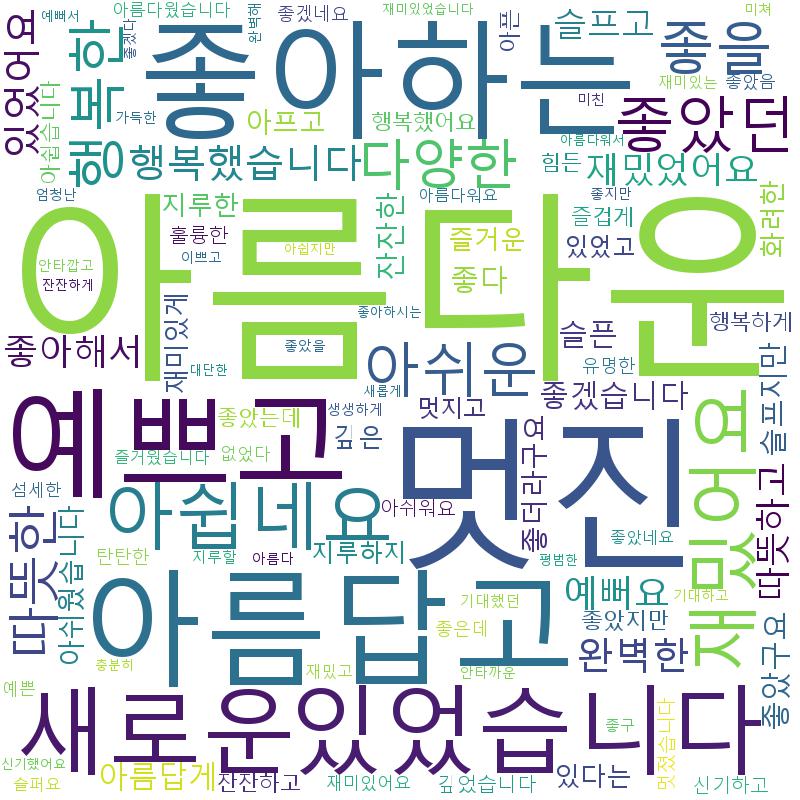 예뻐서
아름다웠습니다
좋겠네요
재미있었습니다
미쳐
있었어요
좋겠다
완벽해
좋아하는
아픈
슬프고
좋을
행복한
재미있는
좋았음
아쉽습니다
가득한
아프고
행복했어요
미친
좋았던
행복했습니다
다양한
아름다워서
힘든
재밌었어요
엄청난
지루한
아름다워요
좋지만
즐겁게
화려한
아름다운
훌륭한
잔잔한
즐거운
있었고
이쁘고
아쉽지만
안타깝고
잔잔하게
좋다
재미있게
좋아하시는
행복하게
좋아해서
좋았을
아쉬운
슬픈
유명한
대단한
슬프지만
새롭게
좋겠습니다
예쁘고
생생하게
멋지고
좋았는데
깊은
멋진
좋더라구요
재밌어요
즐거웠습니다
없었다
따뜻하고
섬세한
아쉽네요
아쉬워요
따뜻한
아쉬웠습니다
좋았네요
탄탄한
지루할
아름다
지루하지
평범한
아름답고
예뻐요
기대했던
기대하고
좋은데
좋았지만
좋았구요
완벽한
충분히
재밌고
안타까운
예쁜
새로운
있었습니다
좋구
멋졌습니다
신기했어요
슬퍼요
아름답게
잔잔하고
재미있어요
깊었습니다
있다는
신기하고